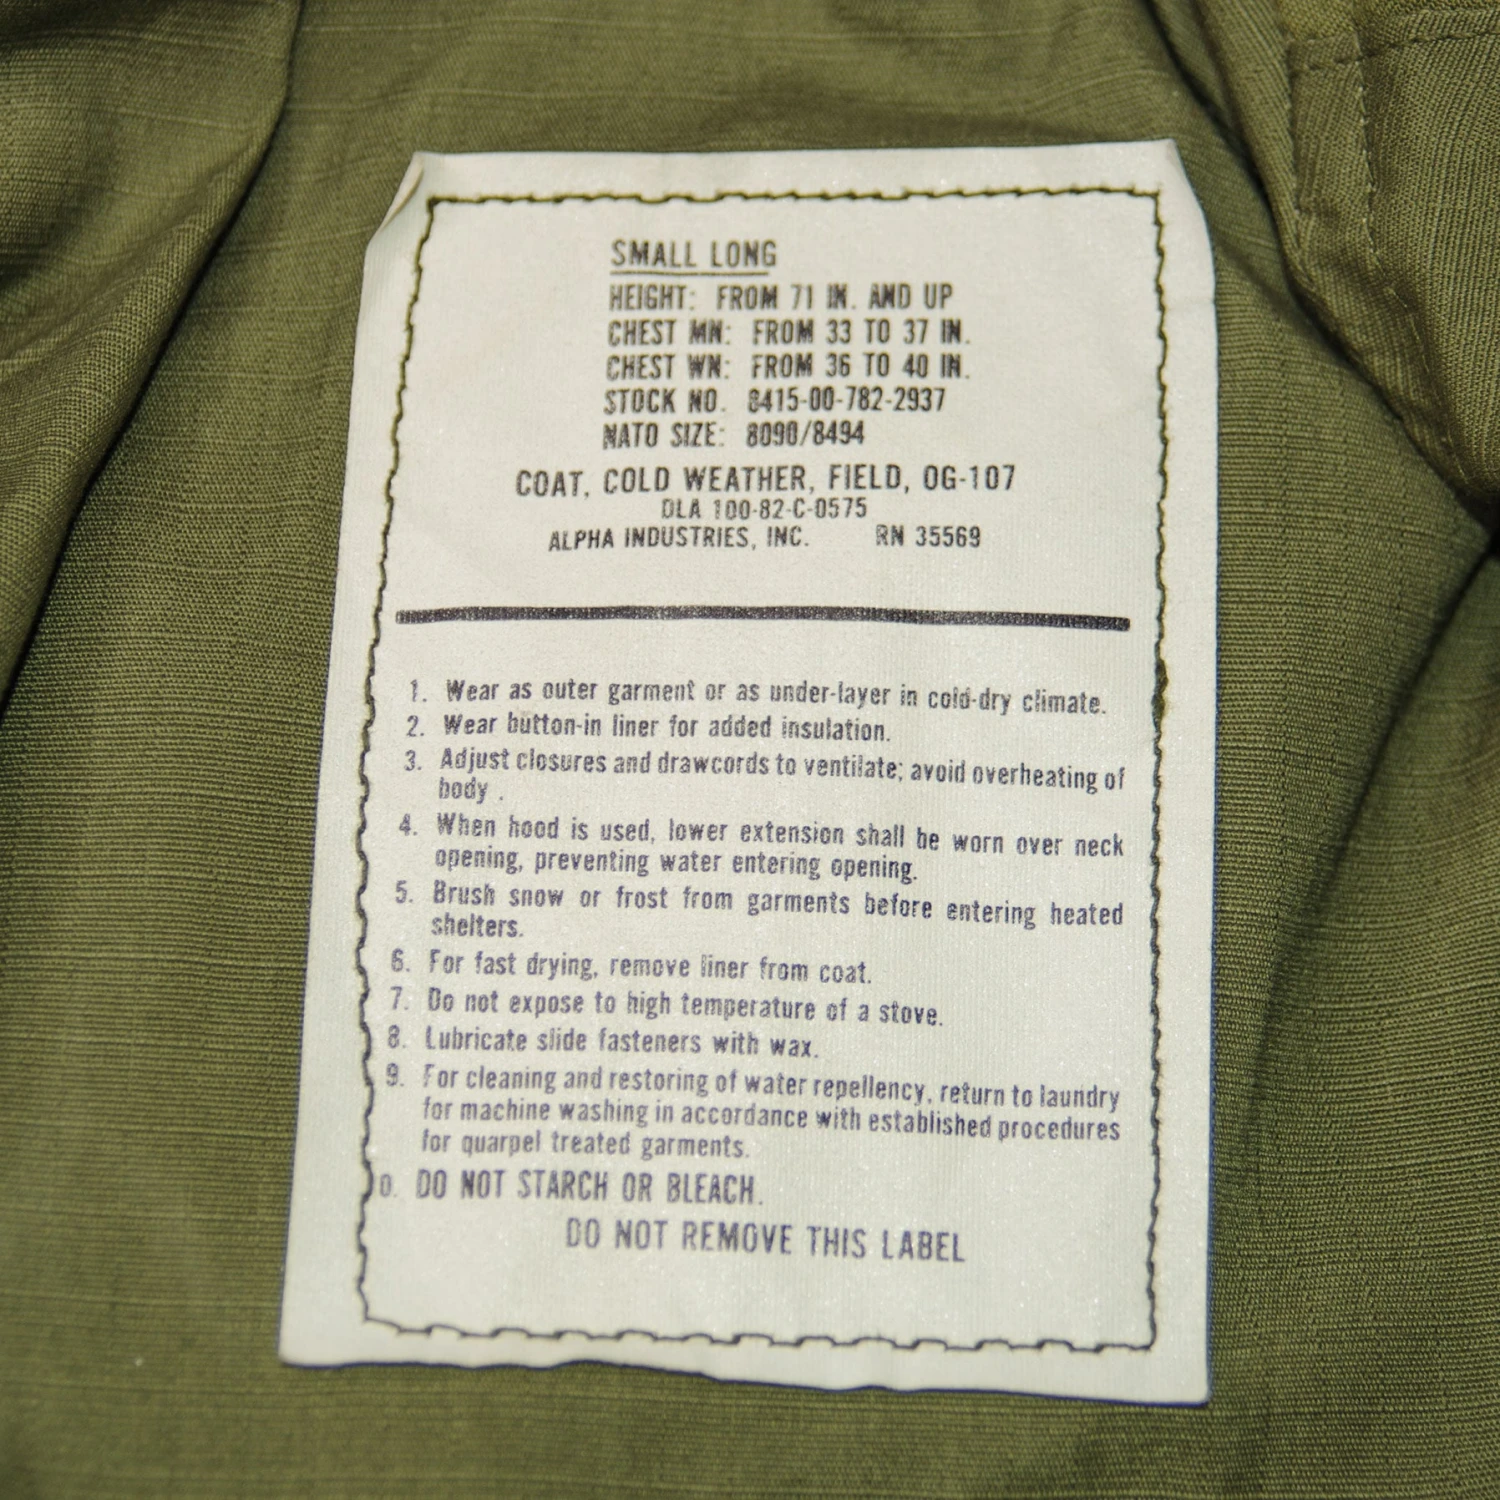 SMALL LONG
HEIGHT: FROM 71 IN. AND UP
CHEST MN: FROM 33 TO 37 IN.
CHEST WN: FROM 36 TO 40 IN.
STOCK NO. 8415-00-782-2937
NATO SIZE: 8090/8494
COAT, COLD WEATHER, FIELD, OG-107
DLA 100-82-C-0575
ALPHA INDUSTRIES, INC. RN 35569
1. Wear as outer garment or as under-layer in cold-dry climate.
2. Wear button-in liner for added insulation.
3. Adjust closures and drawcords to ventilate; avoid overheating of
body .
4. When hood is used, lower extension shall be worn over neck
opening, preventing water entering opening.
5. Brush snow or frost from garments before entering heated
shelters.
6. For fast drying, remove liner from coat.
7. Do not expose to high temperature of a stove.
8. Lubricate slide fasteners with wax.
9. For cleaning and restoring of water repellency, return to laundry
for machine washing in accordance with established procedures
for quarpel treated garments.
0. DO NOT STARCH OR BLEACH.
DO NOT REMOVE THIS LABEL